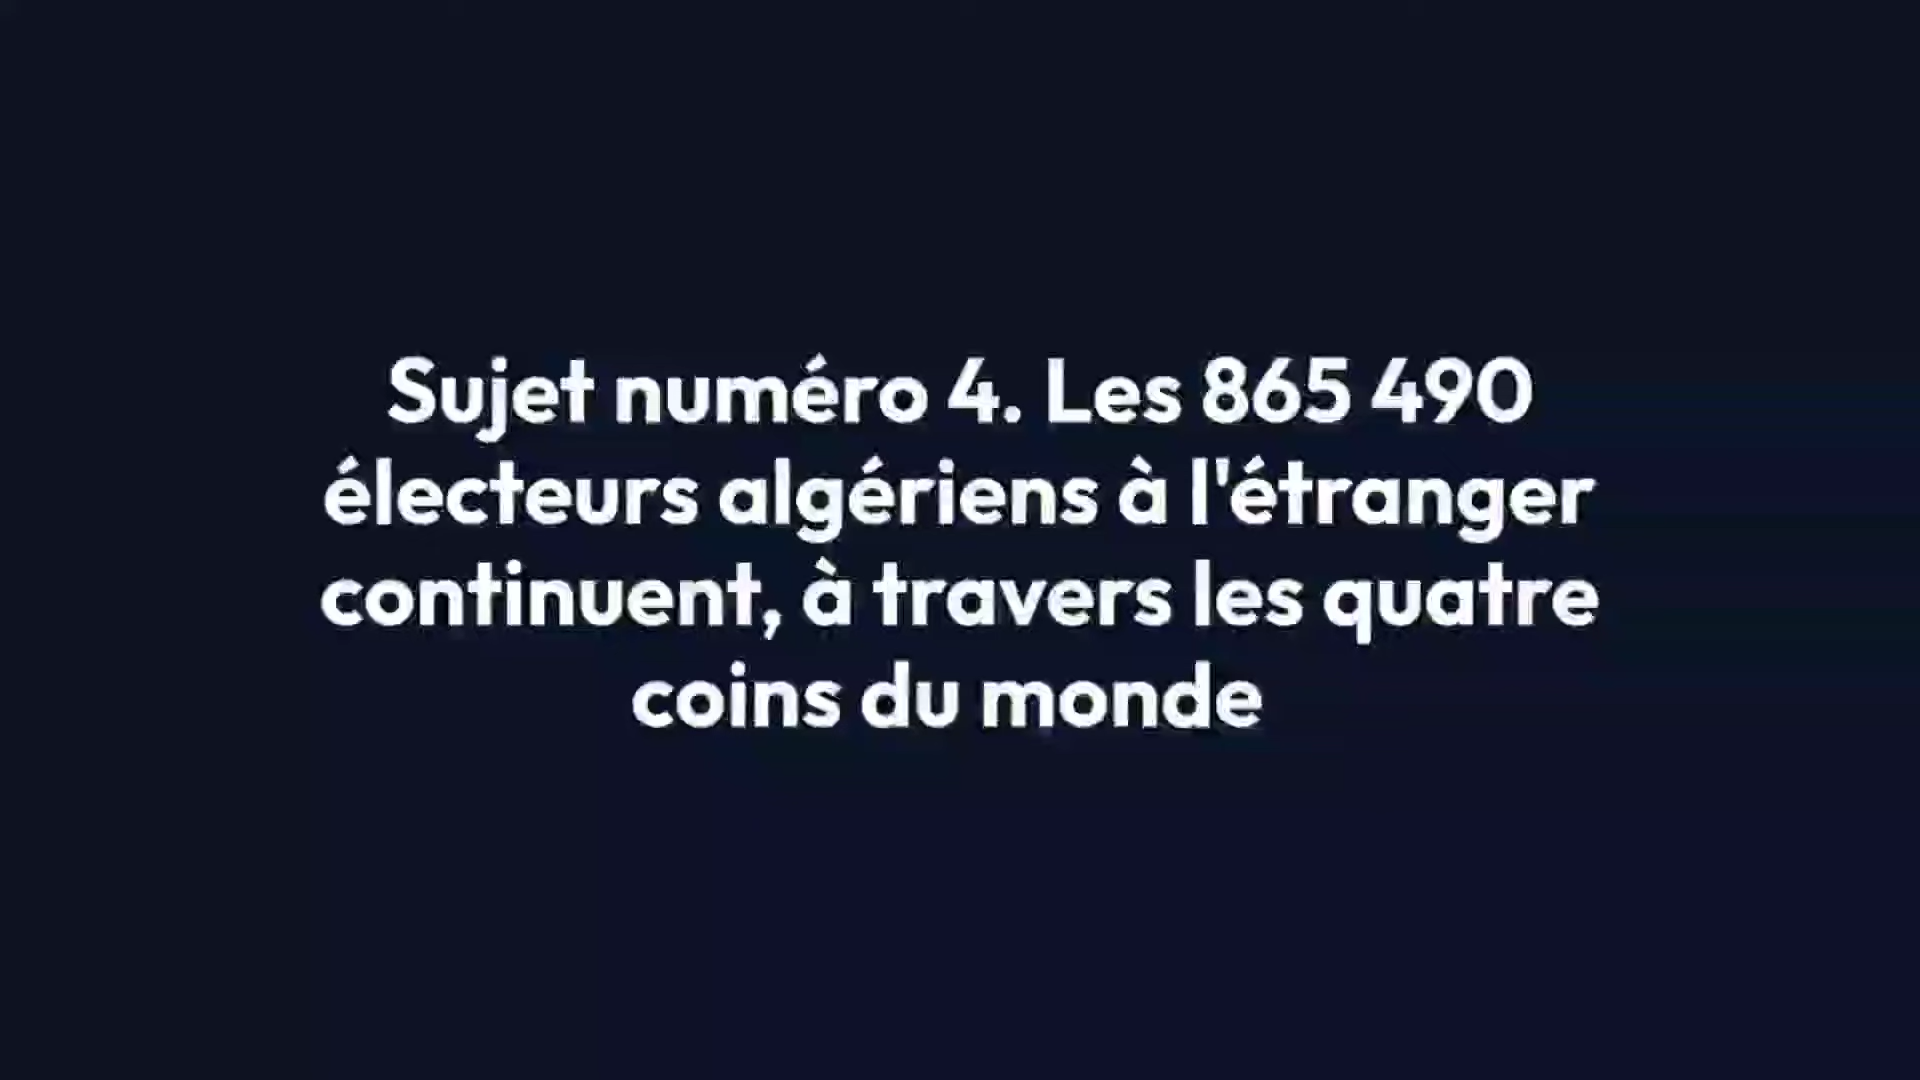 Sujet numéro 4. Les 865 490
électeurs algériens à l'étranger
continuent, à travers les quatre
coins du monde